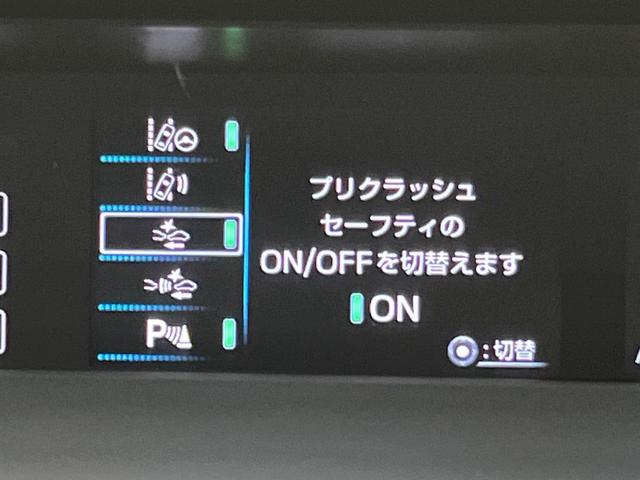 プリクラッシュ
セーフティの
ON/OFFを切替えます
ON
:切替
P